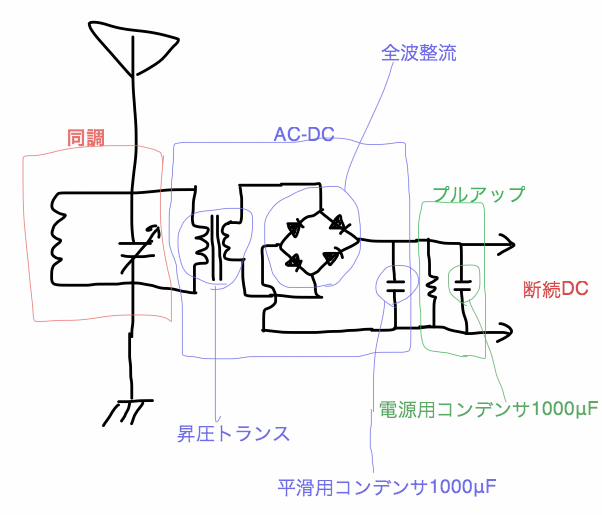 全波整流
AC-DC
同調
プルアップ
断続DC
電源用コンデンサ1000μF
昇圧トランス
平滑用コンデンサ1000μF